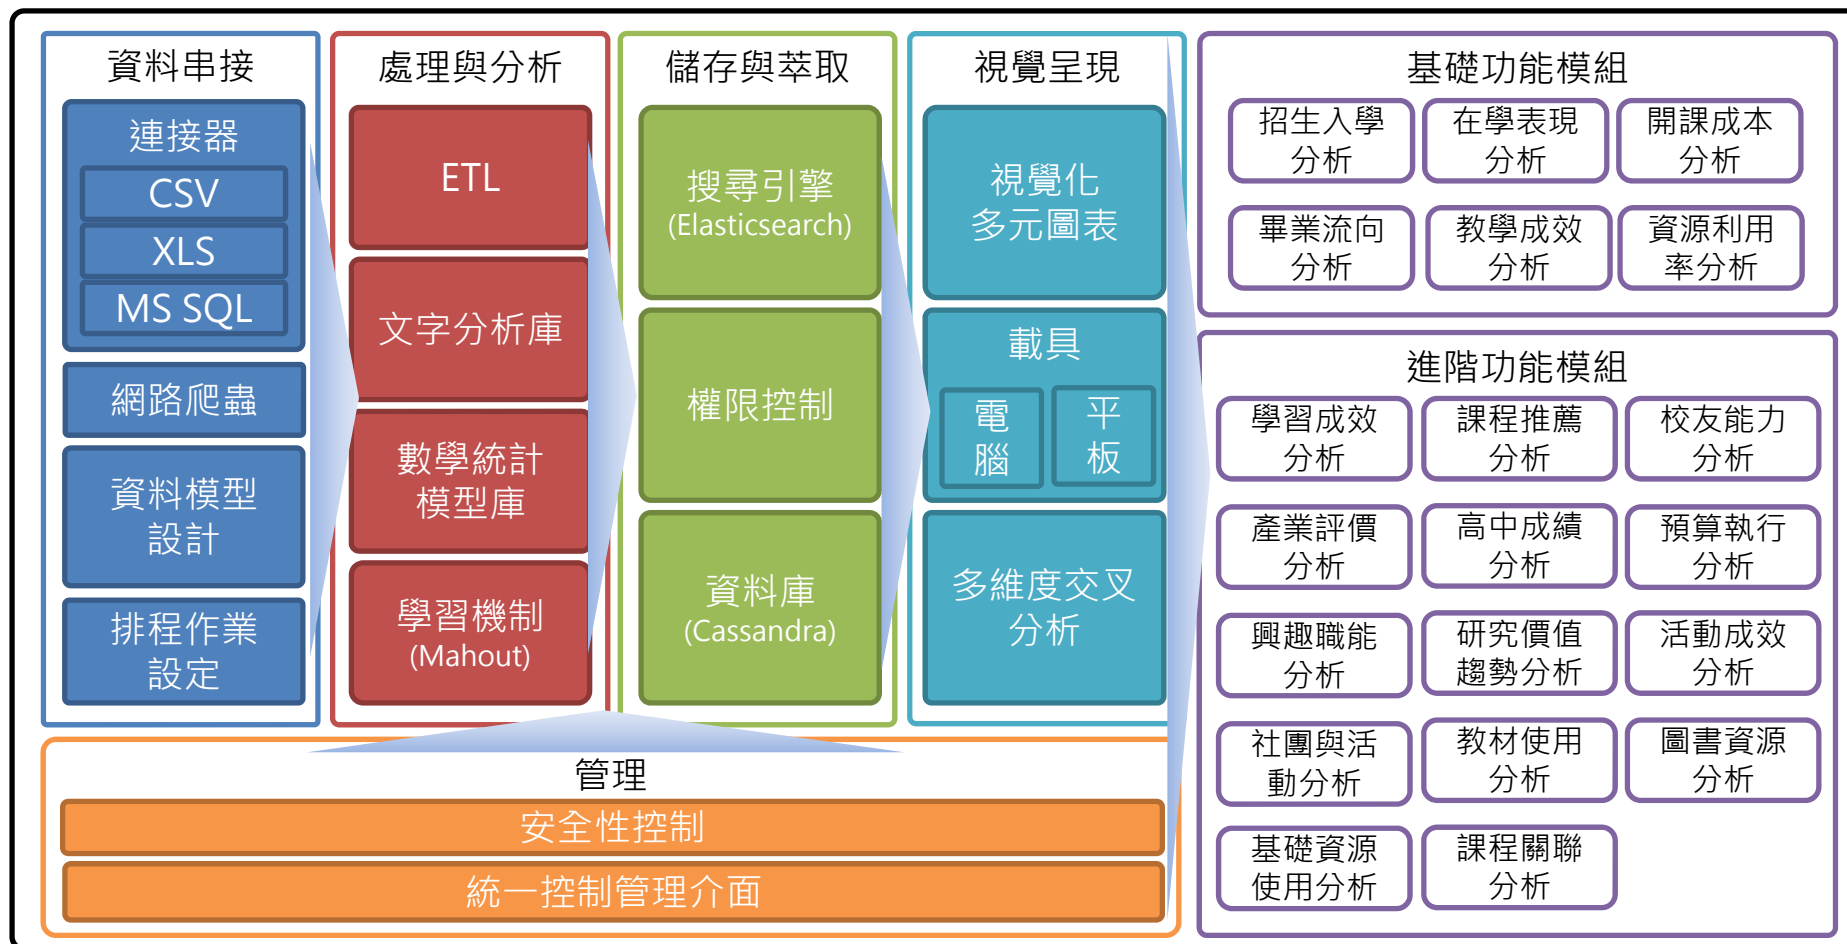 資料串接
連接器
CSV
XLS
MS SQL
網路爬蟲
資料模型
設計
排程作業
設定
處理與分析
ETL
文字分析庫
數學統計
模型庫
學習機制
(Mahout)
儲存與萃取
搜尋引擎
(Elasticsearch)
權限控制
資料庫
(Cassandra)
視覺呈現
視覺化
多元圖表
載具
電
腦
平
板
多維度交叉
分析
管理
安全性控制
統一控制管理介面
基礎功能模組
招生入學
分析
在學表現
分析
開課成本
分析
畢業流向
分析
教學成效
分析
資源利用
率分析
進階功能模組
學習成效
分析
課程推薦
分析
校友能力
分析
產業評價
分析
高中成績
分析
預算執行
分析
興趣職能
分析
研究價值
趨勢分析
活動成效
分析
社團與活
動分析
教材使用
分析
圖書資源
分析
基礎資源
使用分析
課程關聯
分析